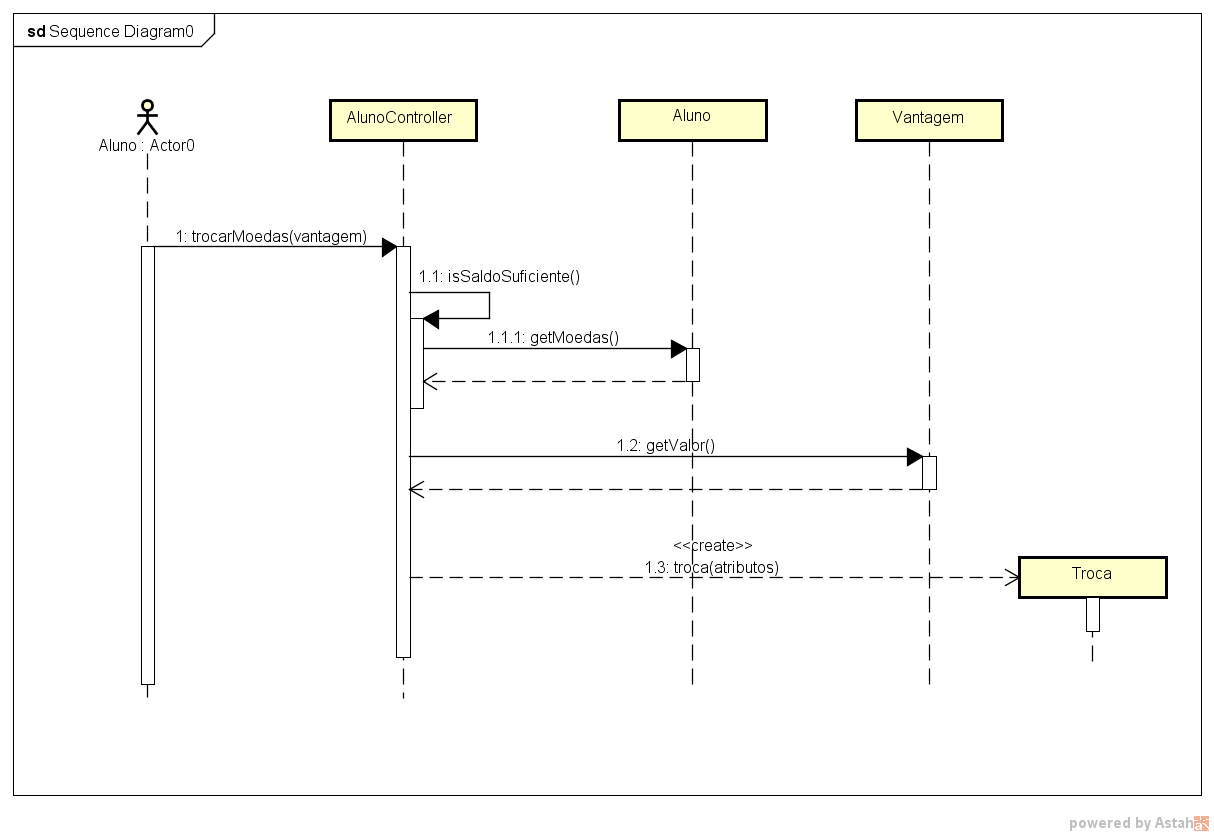 sd Sequence Diagram0
Aluno : Actor0
AlunoController
Aluno
Vantagem
1: trocarMoedas(vantagem)
1.1: isSaldoSuficiente()
1.1.1: getMoedas()
1.2: getValor()
<<create>>
1.3: troca(atributos)
Troca
powered by Astah